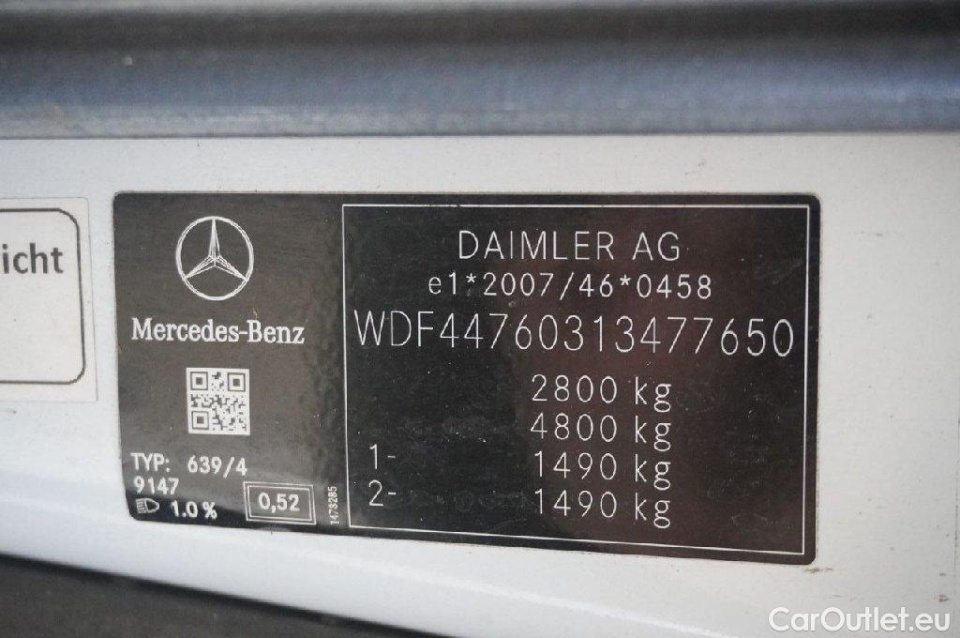 icht
Mercedes-Benz
TYP: 639/4
9147
1.0 %
0,52
1473285
DAIMLER AG
e1*2007/46*0458
WDF44760313477650
2800 kg
4800 kg
1- 1490 kg
2- 1490 kg
CarOutlet.eu